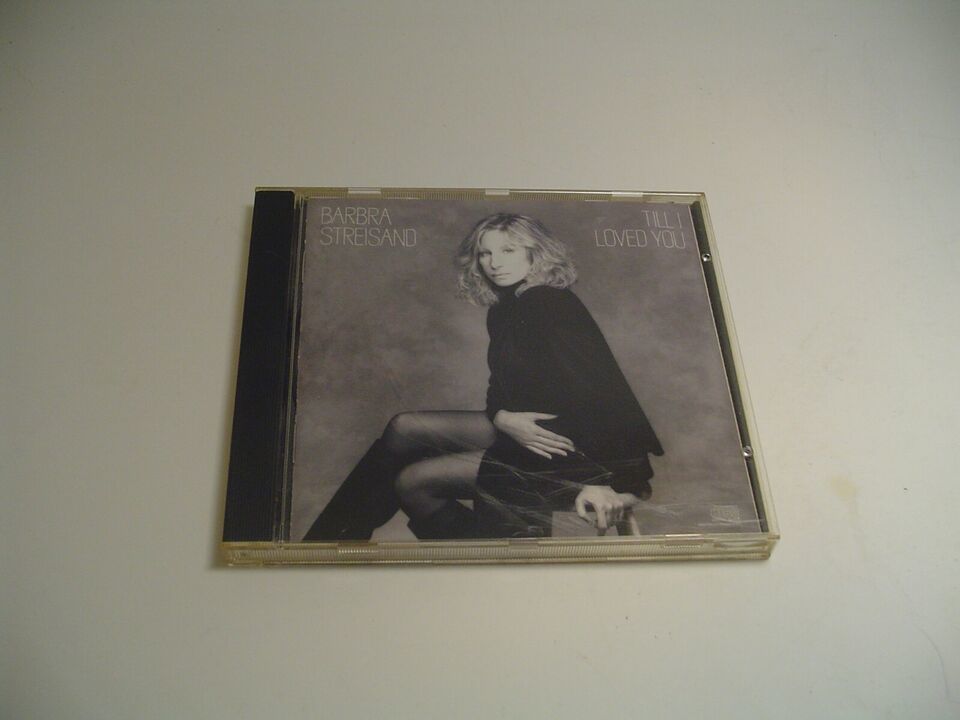 BARBRA
STREISAND
TILL I
LOVED YOU